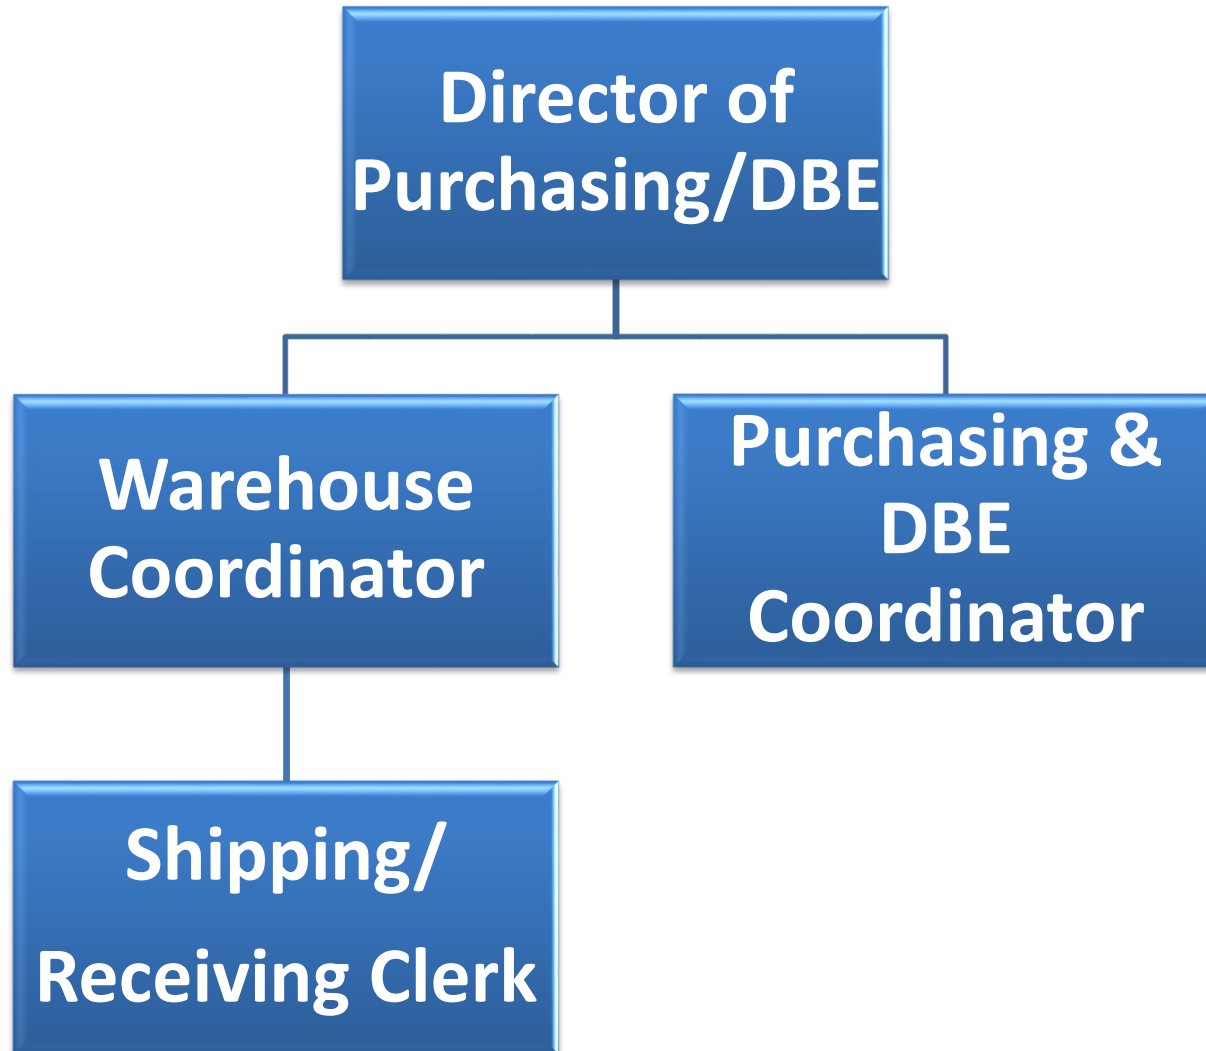 Director of
Purchasing/DBE
Warehouse
Coordinator
Purchasing &
DBE
Coordinator
Shipping/
Receiving Clerk